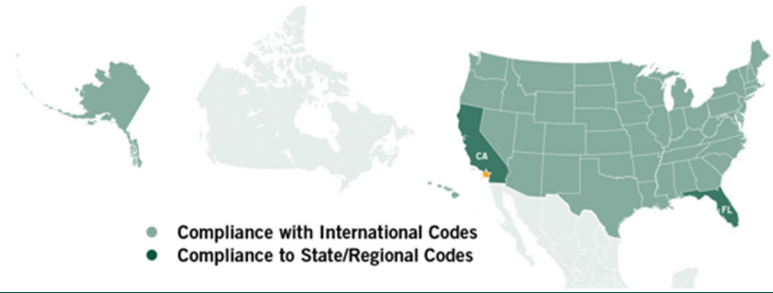 CA
FL
Compliance with International Codes
Compliance to State/Regional Codes